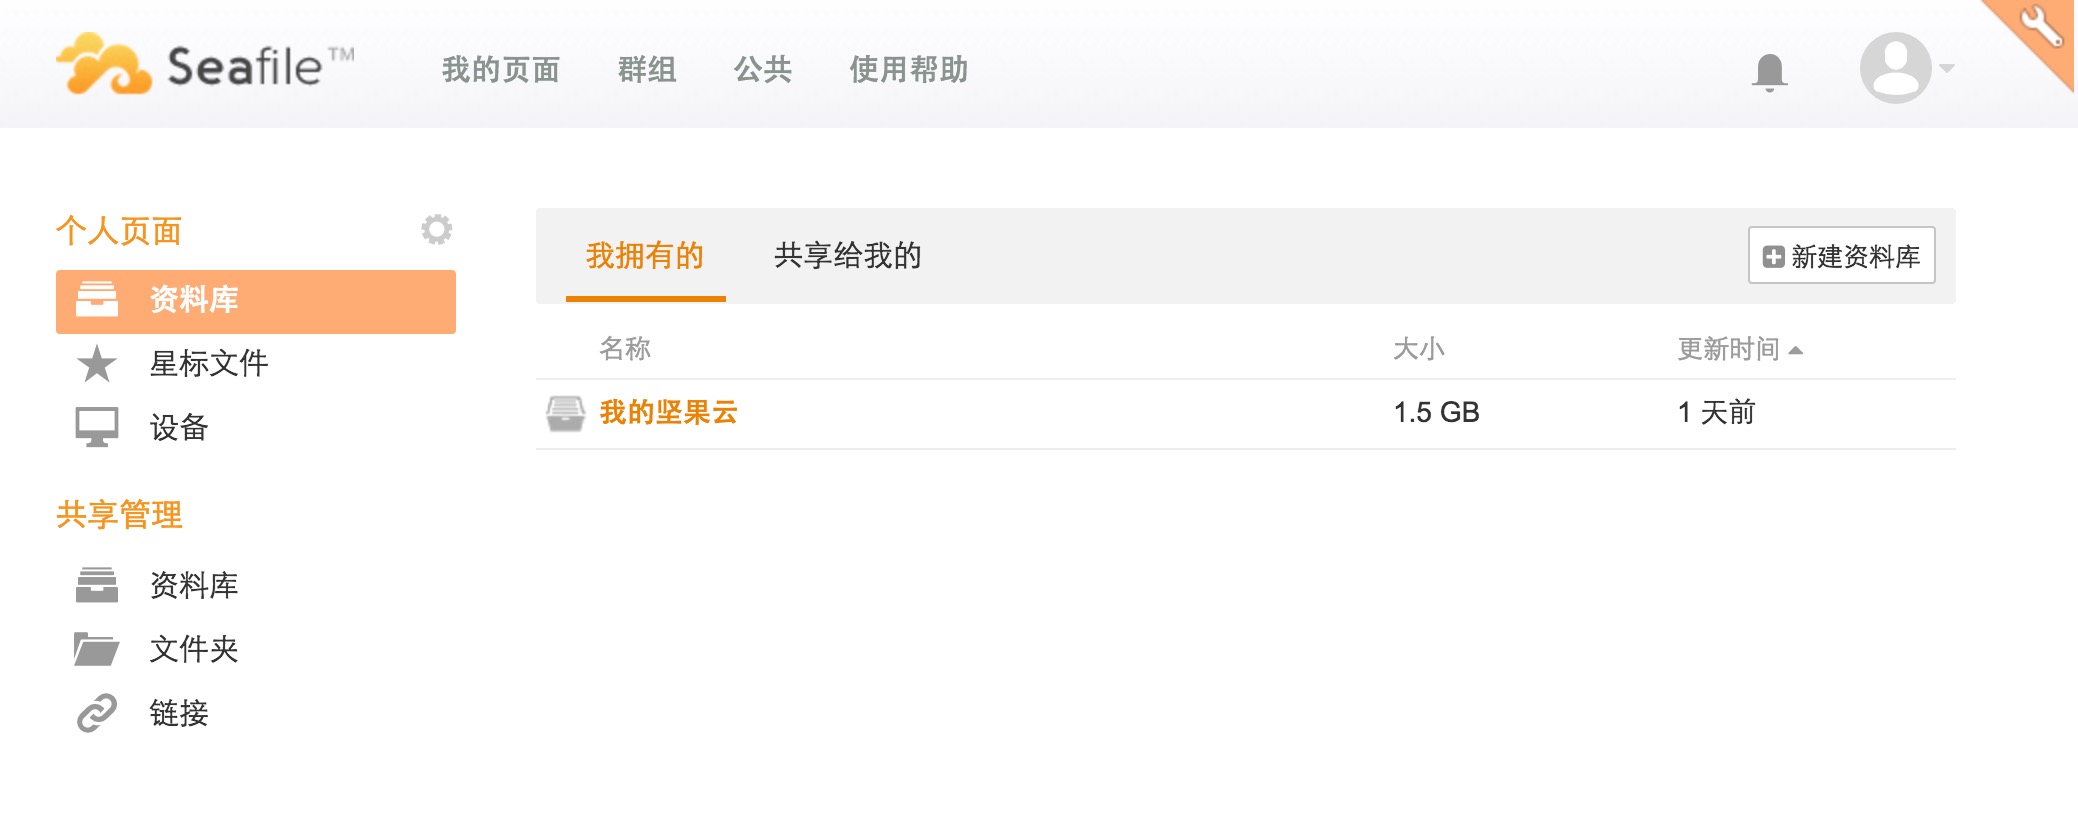 Seafile™ 我的页面 群组 公共 使用帮助
个人页面
资料库
星标文件
设备
共享管理
资料库
文件夹
链接
我拥有的 共享给我的 新建资料库
名称 大小 更新时间
我的坚果云 1.5 GB 1 天前